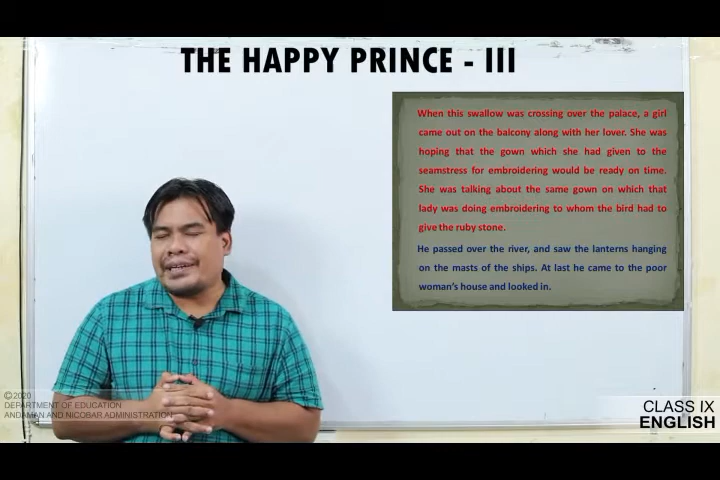 THE HAPPY PRINCE - III
When this swallow was crossing over the palace, a girl
came out on the balcony along with her lover. She was
hoping that the gown which she had given to the
seamstress for embroidering would be ready on time.
She was talking about the same gown on which that
lady was doing embroidering to whom the bird had to
give the ruby stone.
He passed over the river, and saw the lanterns hanging
on the masts of the ships. At last he came to the poor
woman's house and looked in.
©2020
DEPARTMENT OF EDUCATION
ANDAMAN AND NICOBAR ADMINISTRATION
CLASS IX
ENGLISH